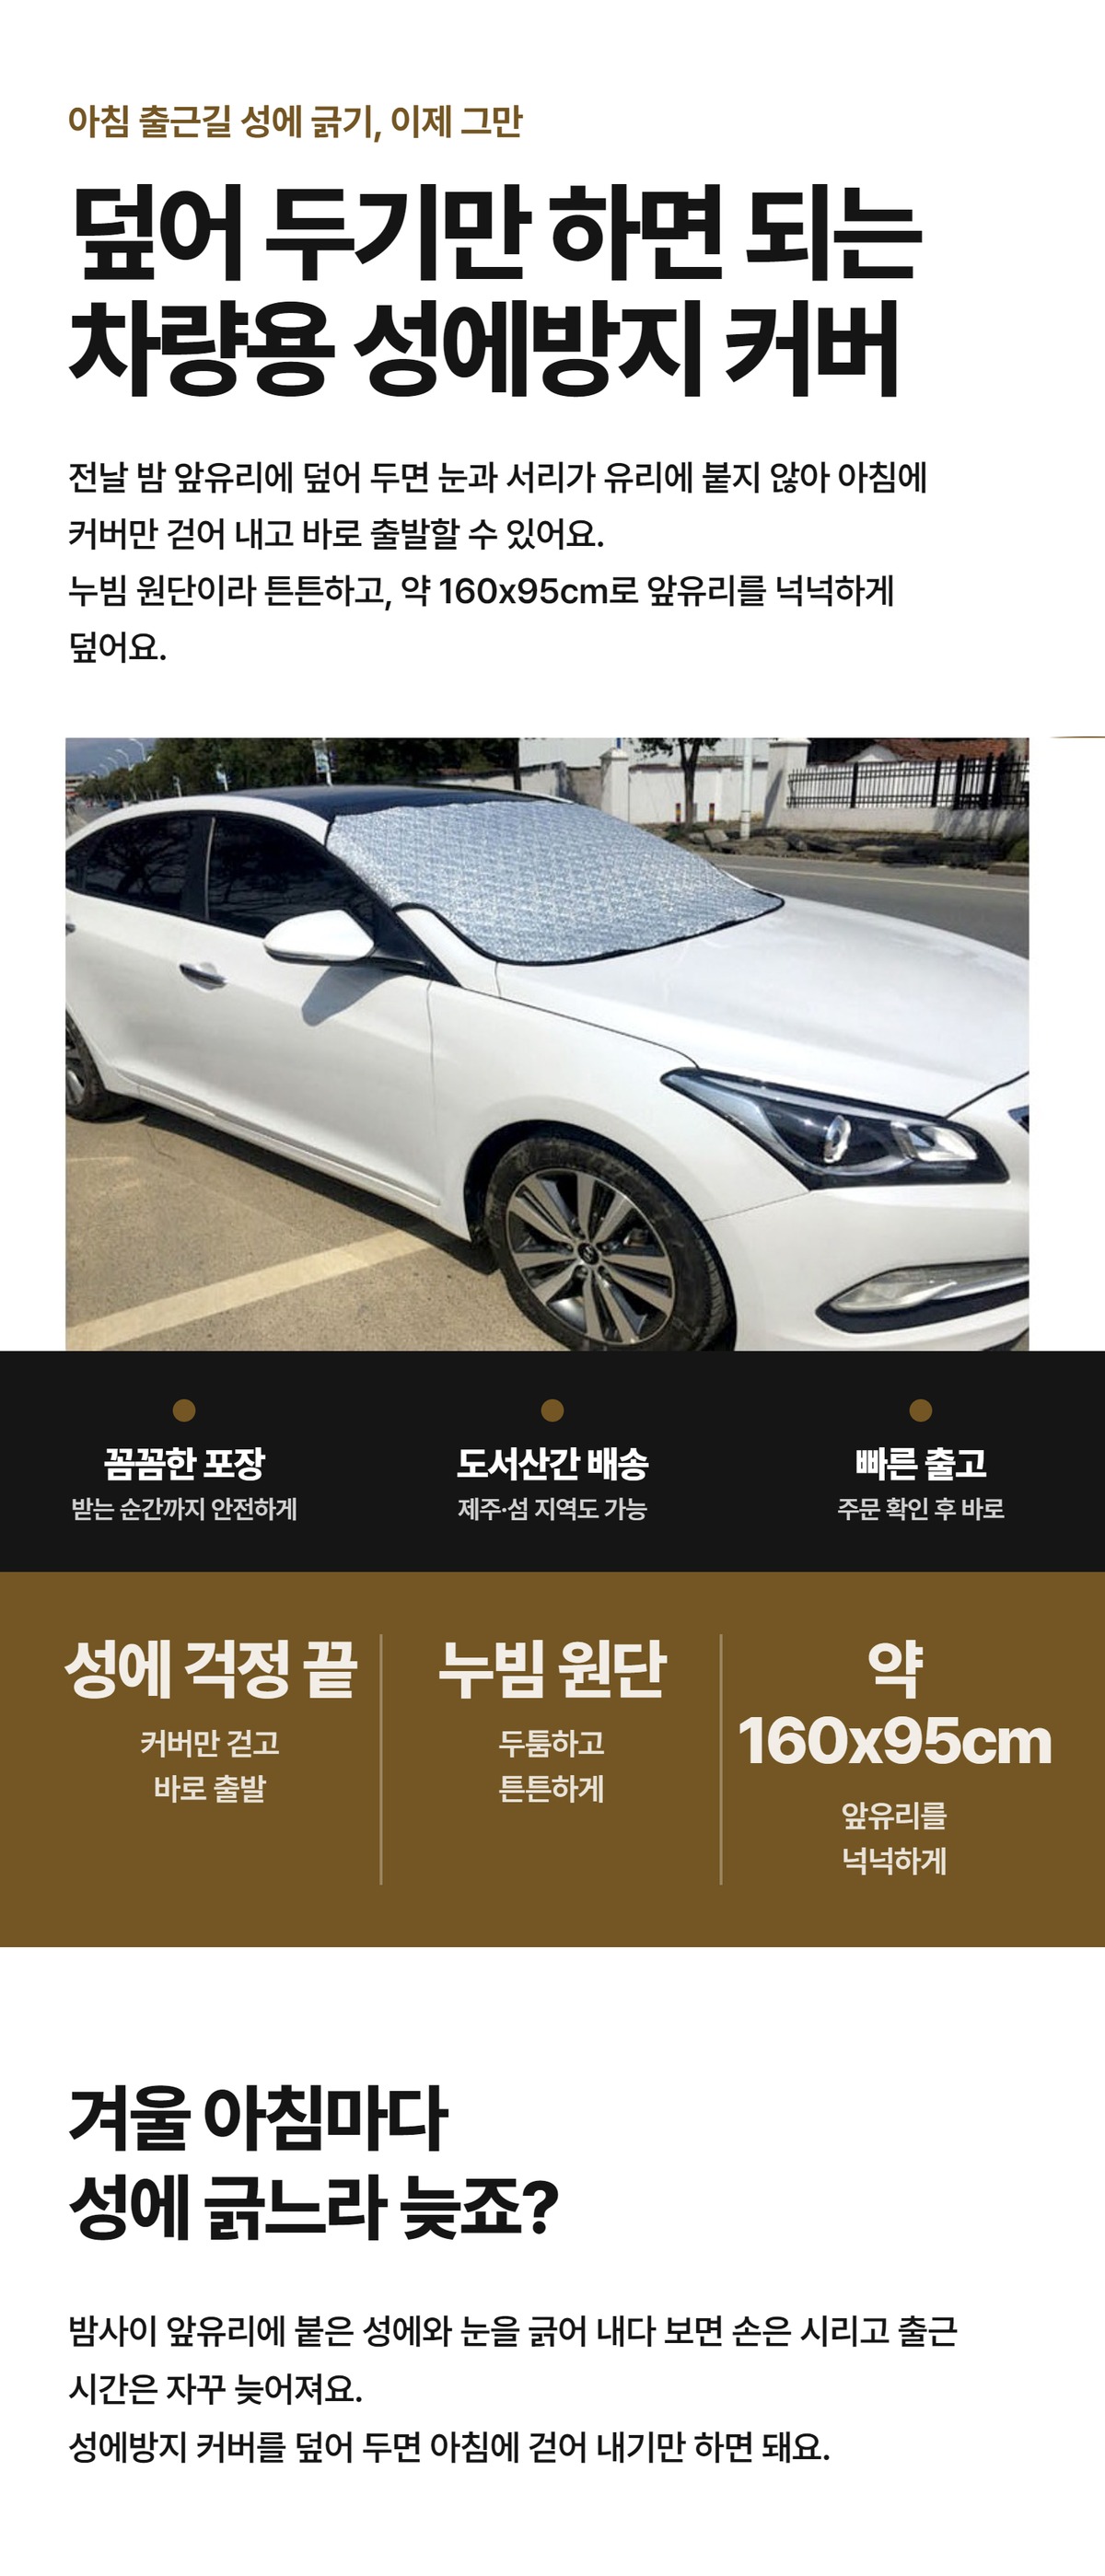 아침 출근길 성에 긁기, 이제 그만
덮어 두기만 하면 되는
차량용 성에방지 커버
전날 밤 앞유리에 덮어 두면 눈과 서리가 유리에 붙지 않아 아침에
커버만 걷어 내고 바로 출발할 수 있어요.
누빔 원단이라 튼튼하고, 약 160x95cm로 앞유리를 넉넉하게
덮어요.
꼼꼼한 포장
받는 순간까지 안전하게
도서산간 배송
제주·섬 지역도 가능
빠른 출고
주문 확인 후 바로
성에 걱정 끝
커버만 걷고
바로 출발
누빔 원단
두툼하고
튼튼하게
약
160x95cm
앞유리를
넉넉하게
겨울 아침마다
성에 긁느라 늦죠?
밤사이 앞유리에 붙은 성에와 눈을 긁어 내다 보면 손은 시리고 출근
시간은 자꾸 늦어져요.
성에방지 커버를 덮어 두면 아침에 걷어 내기만 하면 돼요.